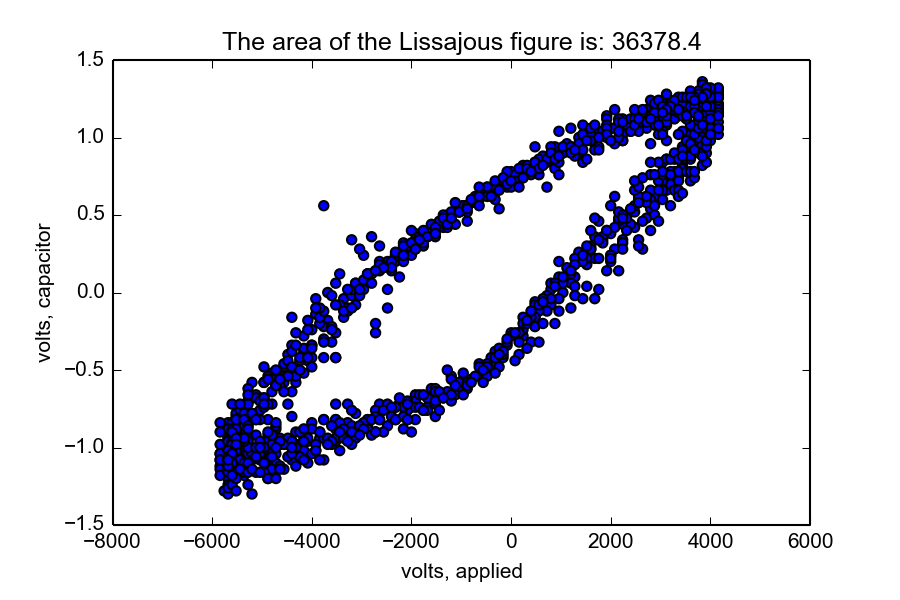 The area of the Lissajous figure is: 36378.4
1.5
1.0
0.5
0.0
−0.5
−1.0
−1.5
volts, capacitor
−8000 −6000 −4000 −2000 0 2000 4000 6000
volts, applied